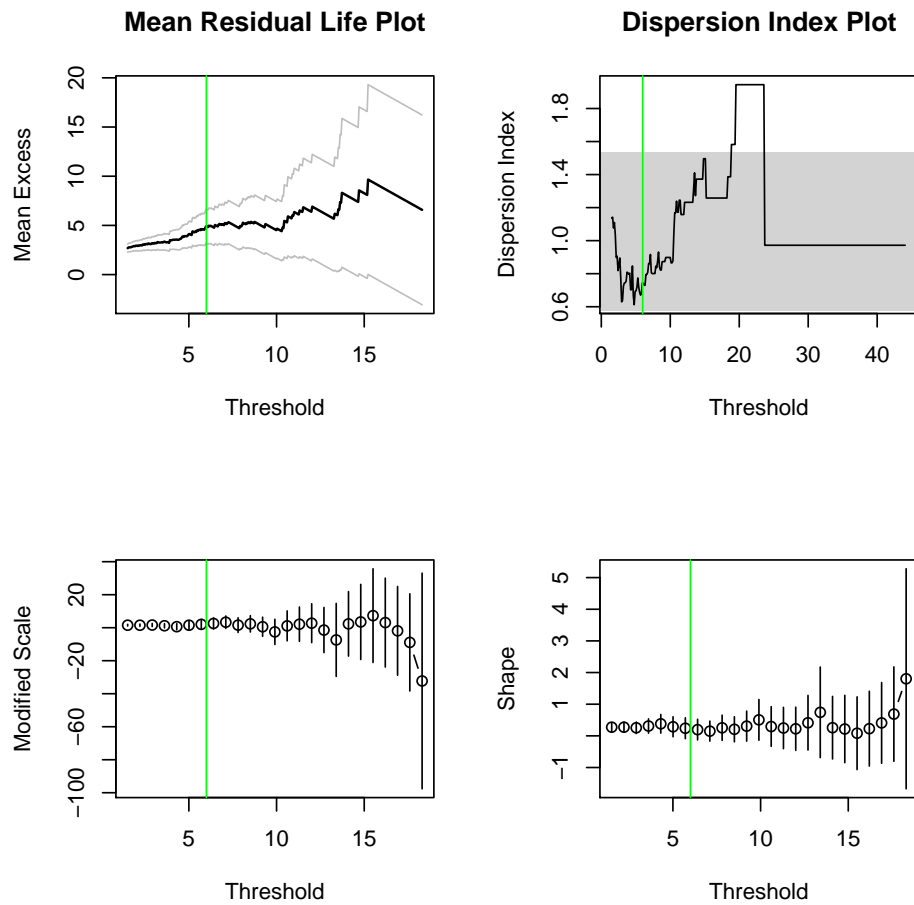 Mean Residual Life Plot
Mean Excess
20
15
10
5
0
5 10 15
Threshold
Dispersion Index Plot
Dispersion Index
1.8
1.4
1.0
0.6
0 10 20 30 40
Threshold
Modified Scale
20
−20
−60
−100
5 10 15
Threshold
Shape
5
4
3
2
1
−1
5 10 15
Threshold